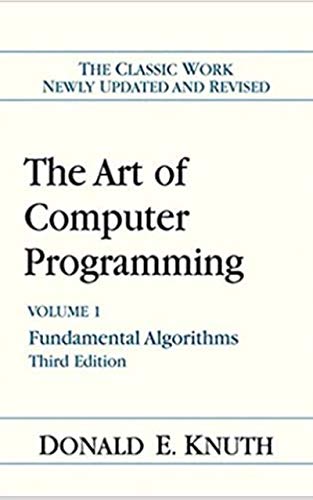 THE CLASSIC WORK
NEWLY UPDATED AND REVISED
The Art of
Computer
Programming
VOLUME 1
Fundamental Algorithms
Third Edition
DONALD E. KNUTH